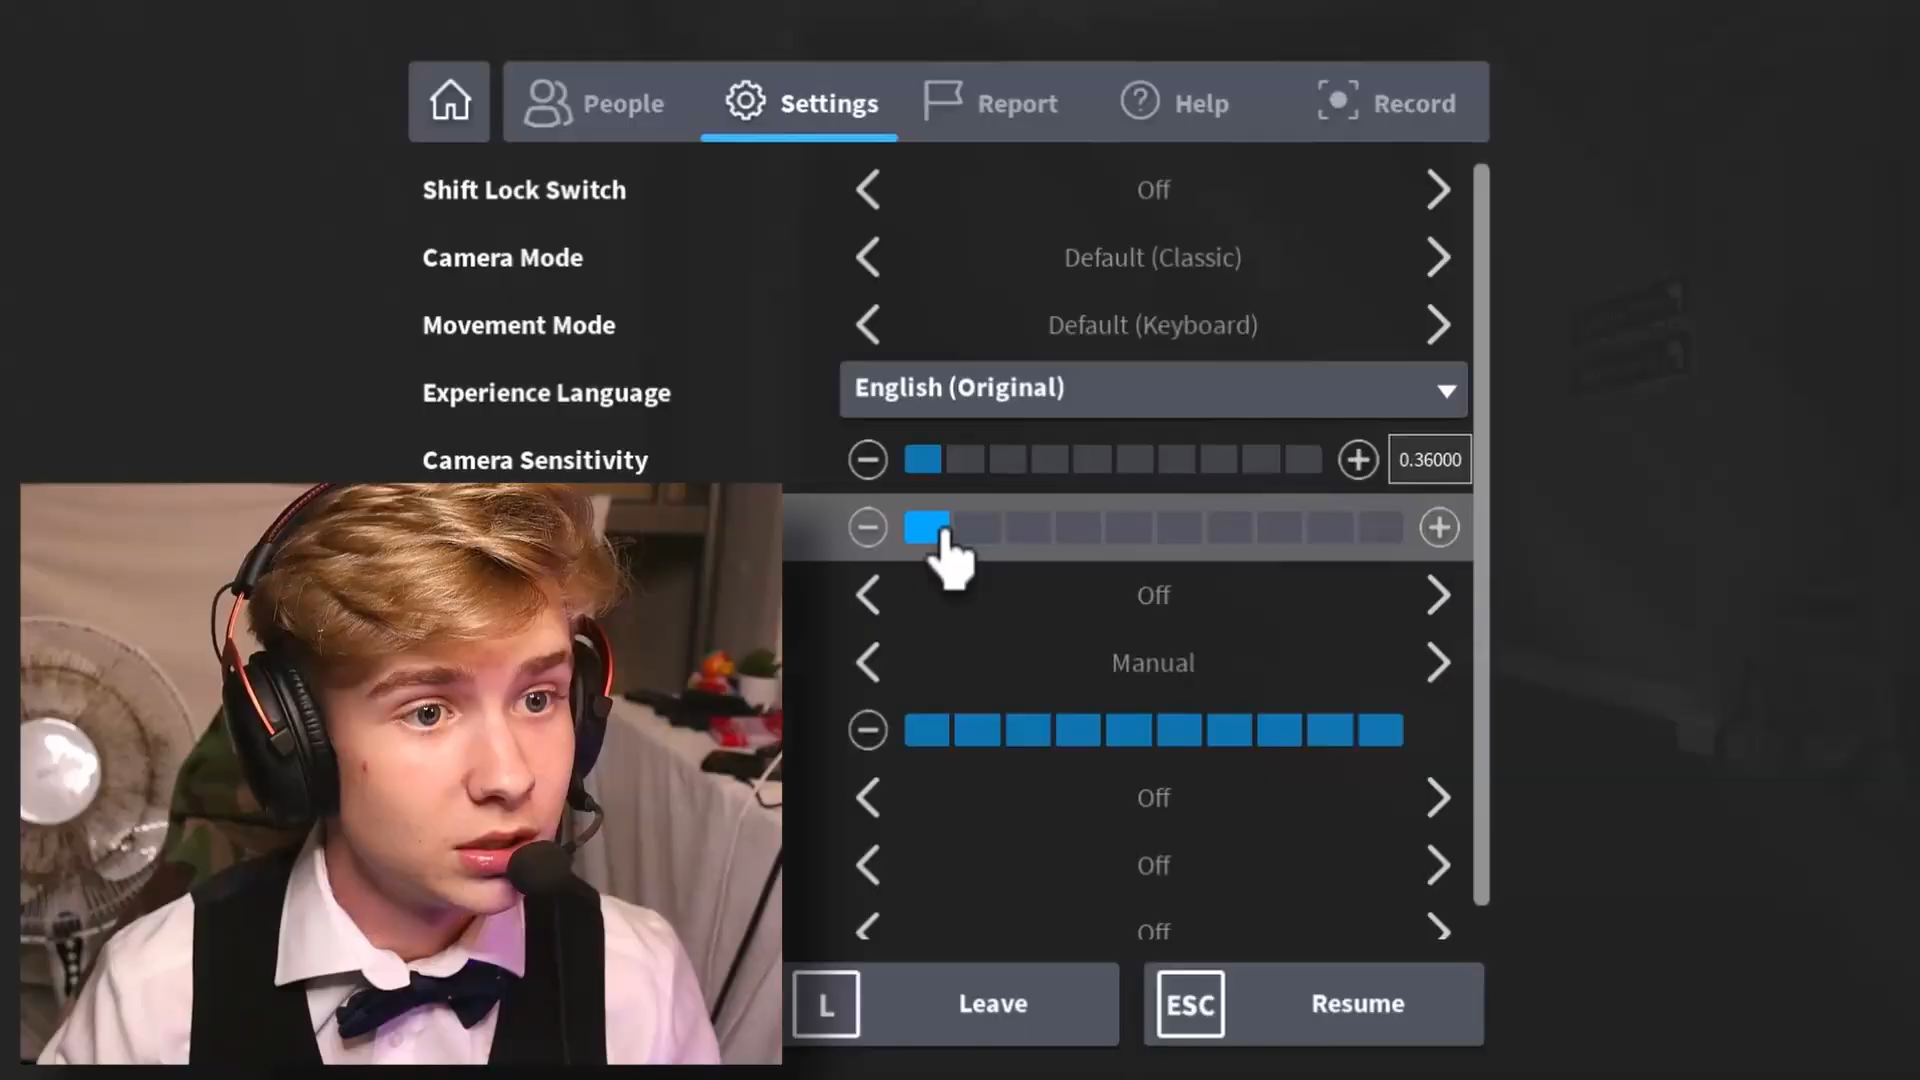 People
Settings
Report
Help
Record
Shift Lock Switch
Off
Camera Mode
Default (Classic)
Movement Mode
Default (Keyboard)
Experience Language
English (Original)
Camera Sensitivity
0.36000
Off
Manual
Off
Off
Off
L
Leave
ESC
Resume